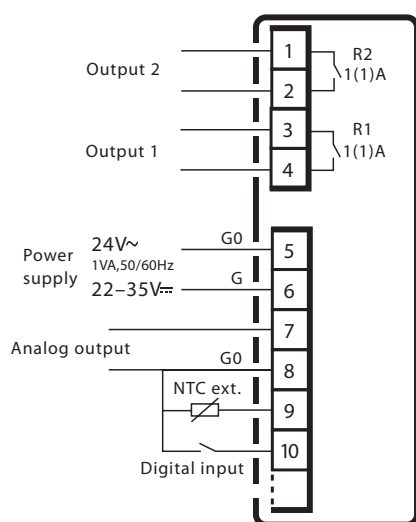 Output 2
1
2
R2
1(1)A
Output 1
3
4
R1
1(1)A
Power
supply
24V~
1VA,50/60Hz
22–35V⎓
G0
5
G
6
7
Analog output
G0
8
NTC ext.
9
10
Digital input